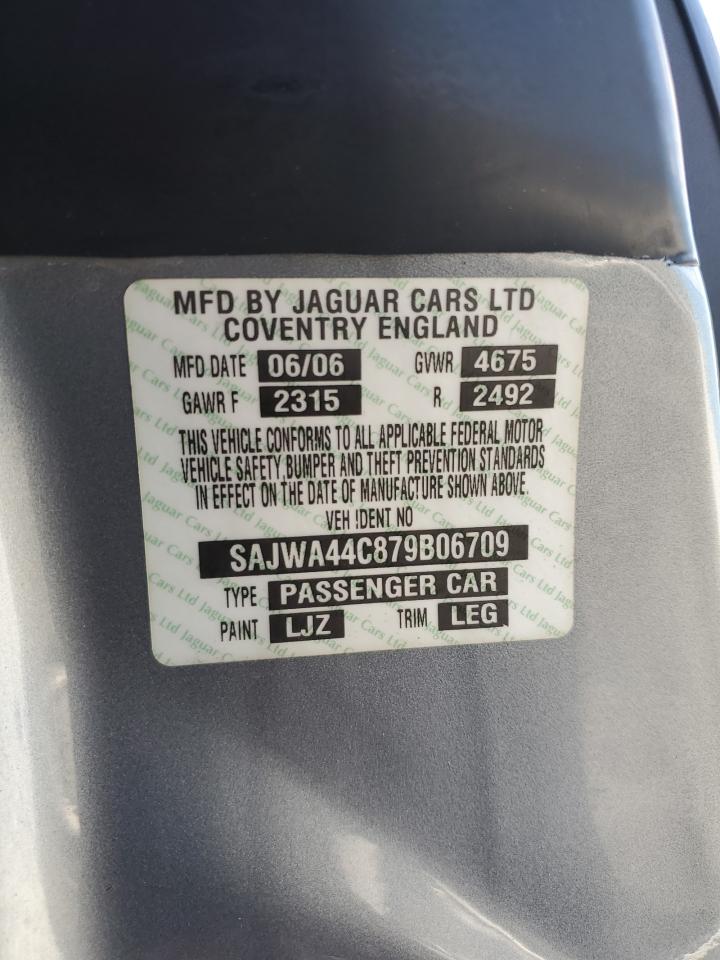 MFD BY JAGUAR CARS LTD
COVENTRY ENGLAND
MFD DATE 06/06 GVWR 4675
GAWR F 2315 R 2492
THIS VEHICLE CONFORMS TO ALL APPLICABLE FEDERAL MOTOR
VEHICLE SAFETY BUMPER AND THEFT PREVENTION STANDARDS
IN EFFECT ON THE DATE OF MANUFACTURE SHOWN ABOVE.
VEH IDENT NO
SAJWA44C879B06709
TYPE PASSENGER CAR
PAINT LJZ TRIM LEG